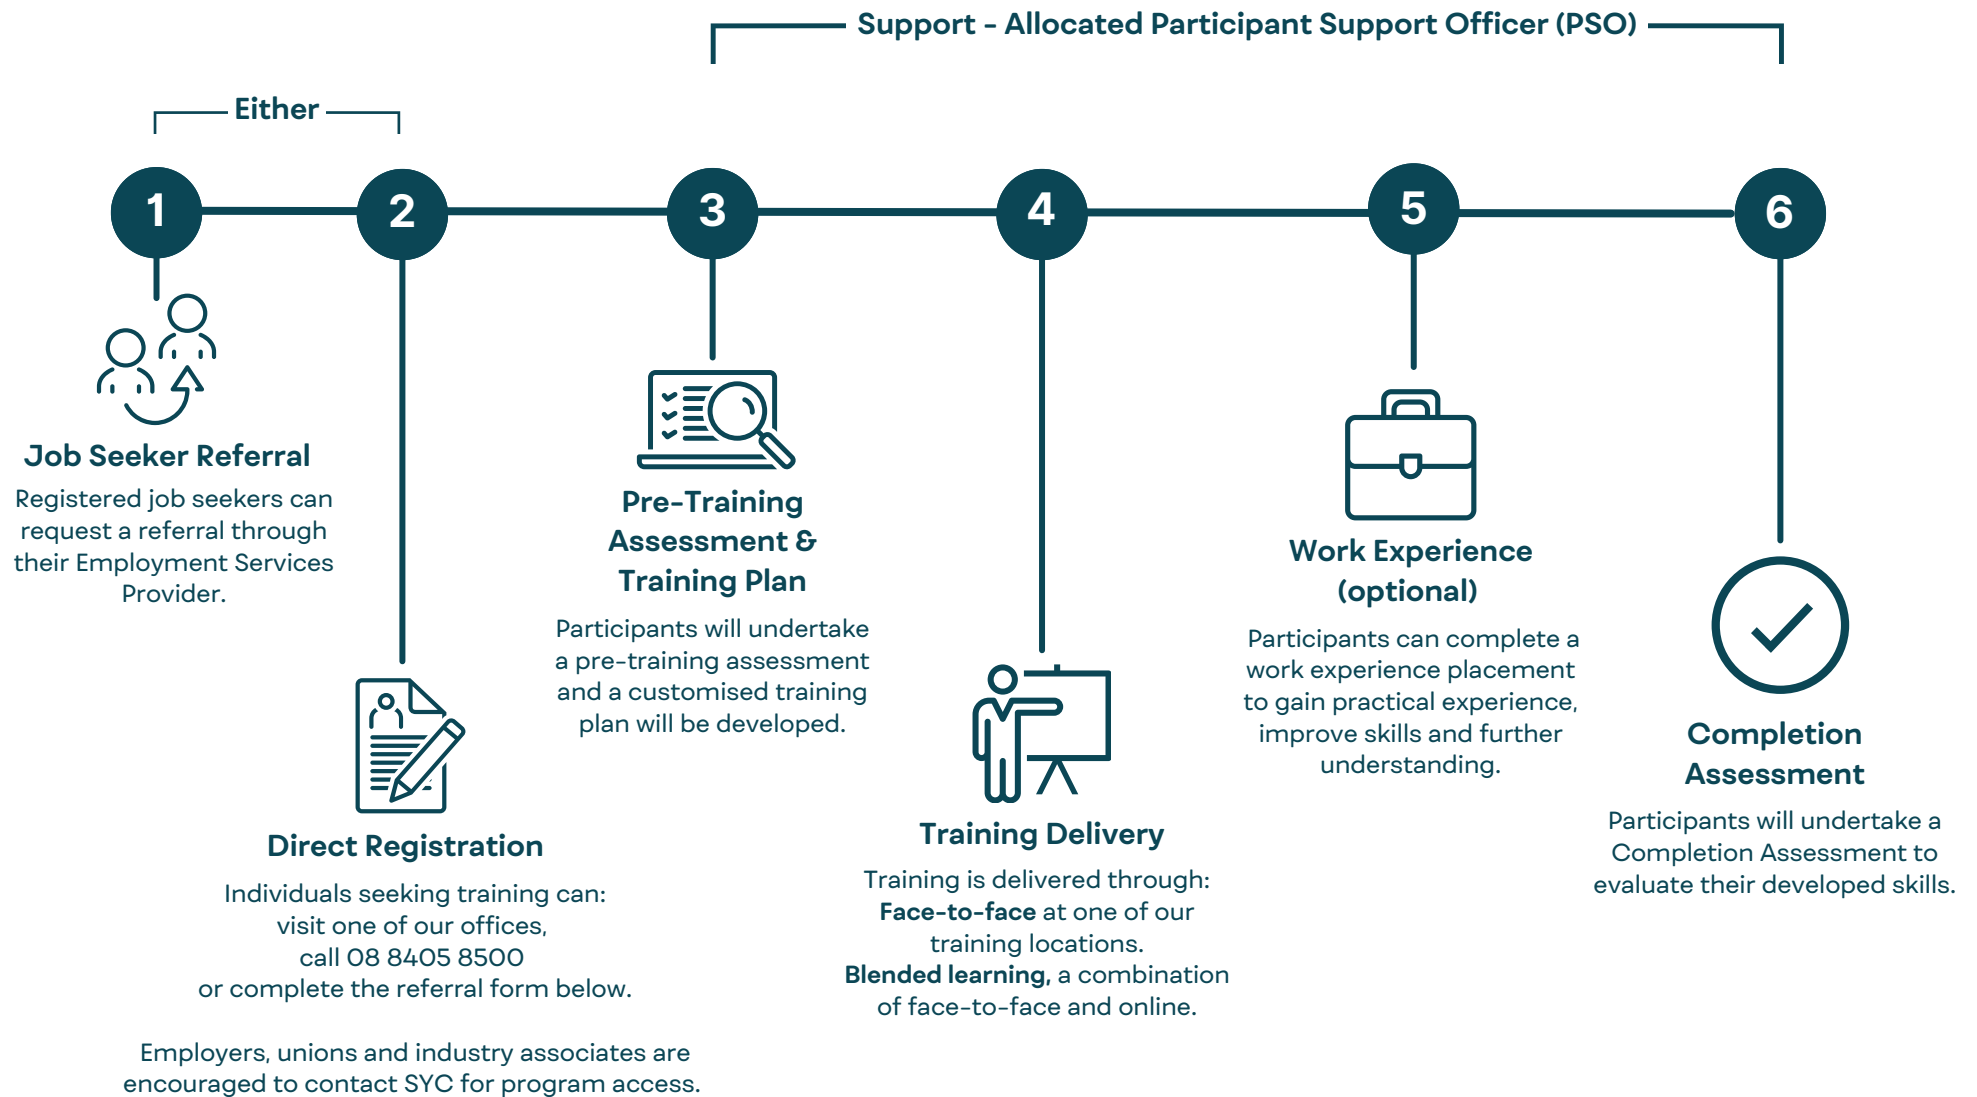 Support - Allocated Participant Support Officer (PSO)
Either
1
2
3
4
5
6
Job Seeker Referral
Registered job seekers can
request a referral through
their Employment Services
Provider.
Direct Registration
Individuals seeking training can:
visit one of our offices,
call 08 8405 8500
or complete the referral form below.
Employers, unions and industry associates are
encouraged to contact SYC for program access.
Pre-Training
Assessment &
Training Plan
Participants will undertake
a pre-training assessment
and a customised training
plan will be developed.
Training Delivery
Training is delivered through:
Face-to-face at one of our
training locations.
Blended learning, a combination
of face-to-face and online.
Work Experience
(optional)
Participants can complete a
work experience placement
to gain practical experience,
improve skills and further
understanding.
Completion
Assessment
Participants will undertake a
Completion Assessment to
evaluate their developed skills.